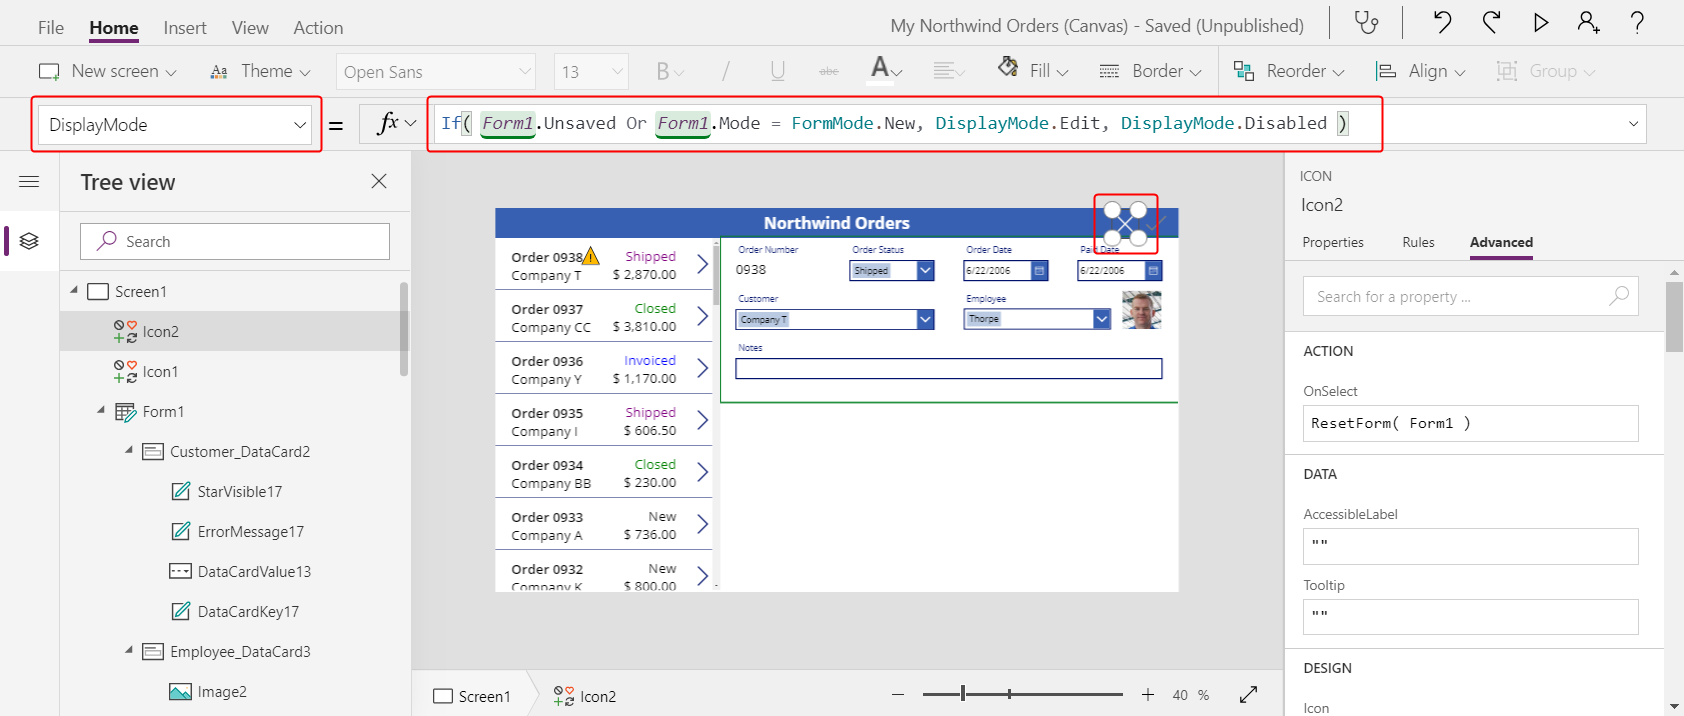 File Home Insert View Action
My Northwind Orders (Canvas) - Saved (Unpublished)
New screen Theme Open Sans 13 B / U abc A Fill Border Reorder Align Group
DisplayMode = fx If( Form1.Unsaved Or Form1.Mode = FormMode.New, DisplayMode.Edit, DisplayMode.Disabled )
Tree view
Search
Screen1
Icon2
Icon1
Form1
Customer_DataCard2
StarVisible17
ErrorMessage17
DataCardValue13
DataCardKey17
Employee_DataCard3
Image2
Northwind Orders
Order 0938 Shipped
Company T $ 2,870.00
Order 0937 Closed
Company CC $ 3,810.00
Order 0936 Invoiced
Company Y $ 1,170.00
Order 0935 Shipped
Company I $ 606.50
Order 0934 Closed
Company BB $ 230.00
Order 0933 New
Company A $ 736.00
Order 0932 New
Company K $ 800.00
Order Number Order Status Order Date Paid Date
0938 Shipped 6/22/2006 6/22/2006
Customer Employee
Company T Thorpe
Notes
Screen1 Icon2
40 %
ICON
Icon2
Properties Rules Advanced
Search for a property ...
ACTION
OnSelect
ResetForm( Form1 )
DATA
AccessibleLabel
""
Tooltip
""
DESIGN
Icon